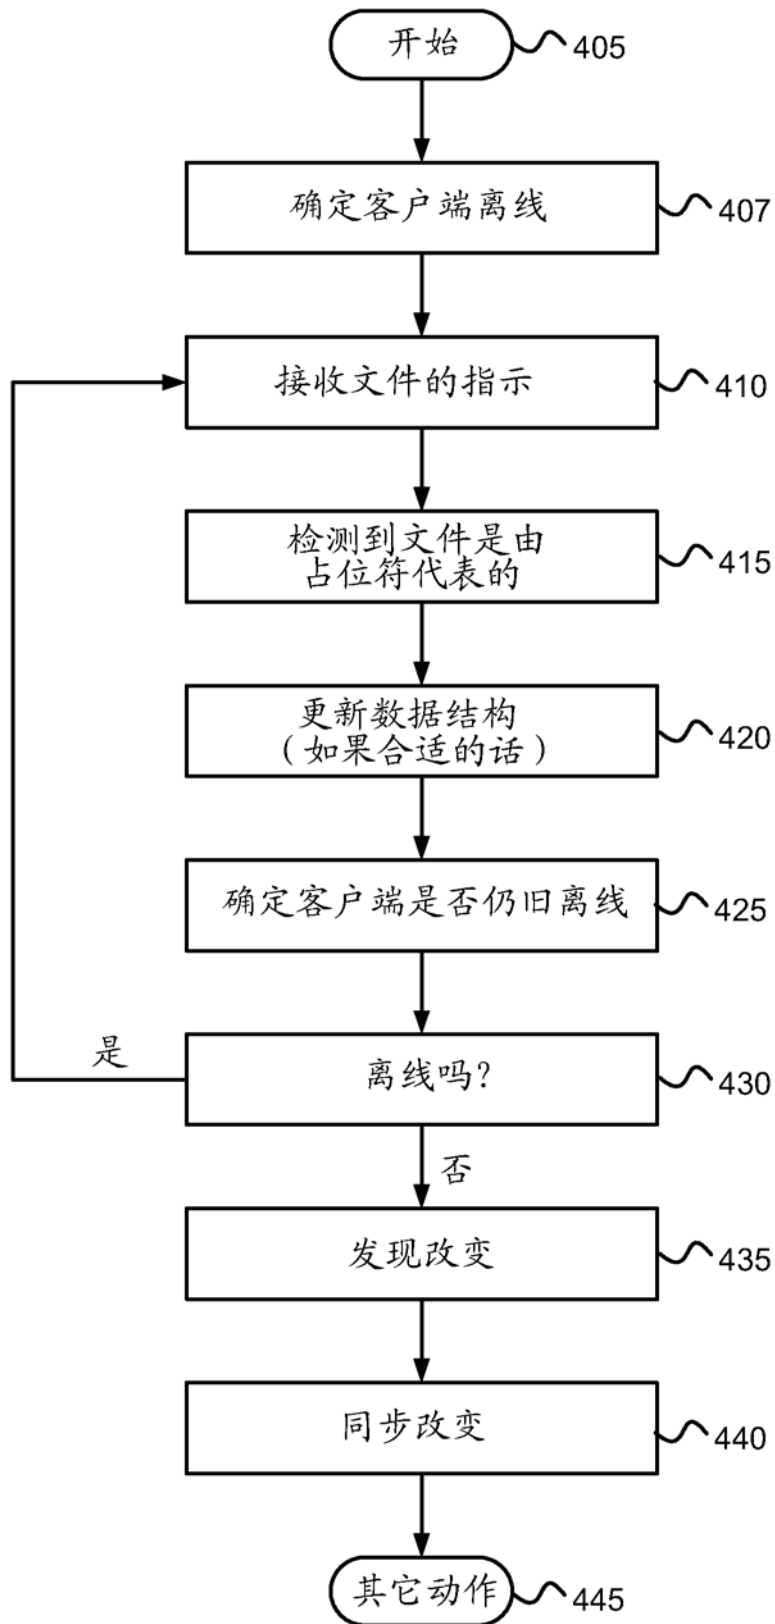 开始
405
确定客户端离线
407
接收文件的指示
410
检测到文件是由
占位符代表的
415
更新数据结构
（如果合适的话）
420
确定客户端是否仍旧离线
425
是
离线吗？
430
否
发现改变
435
同步改变
440
其它动作
445